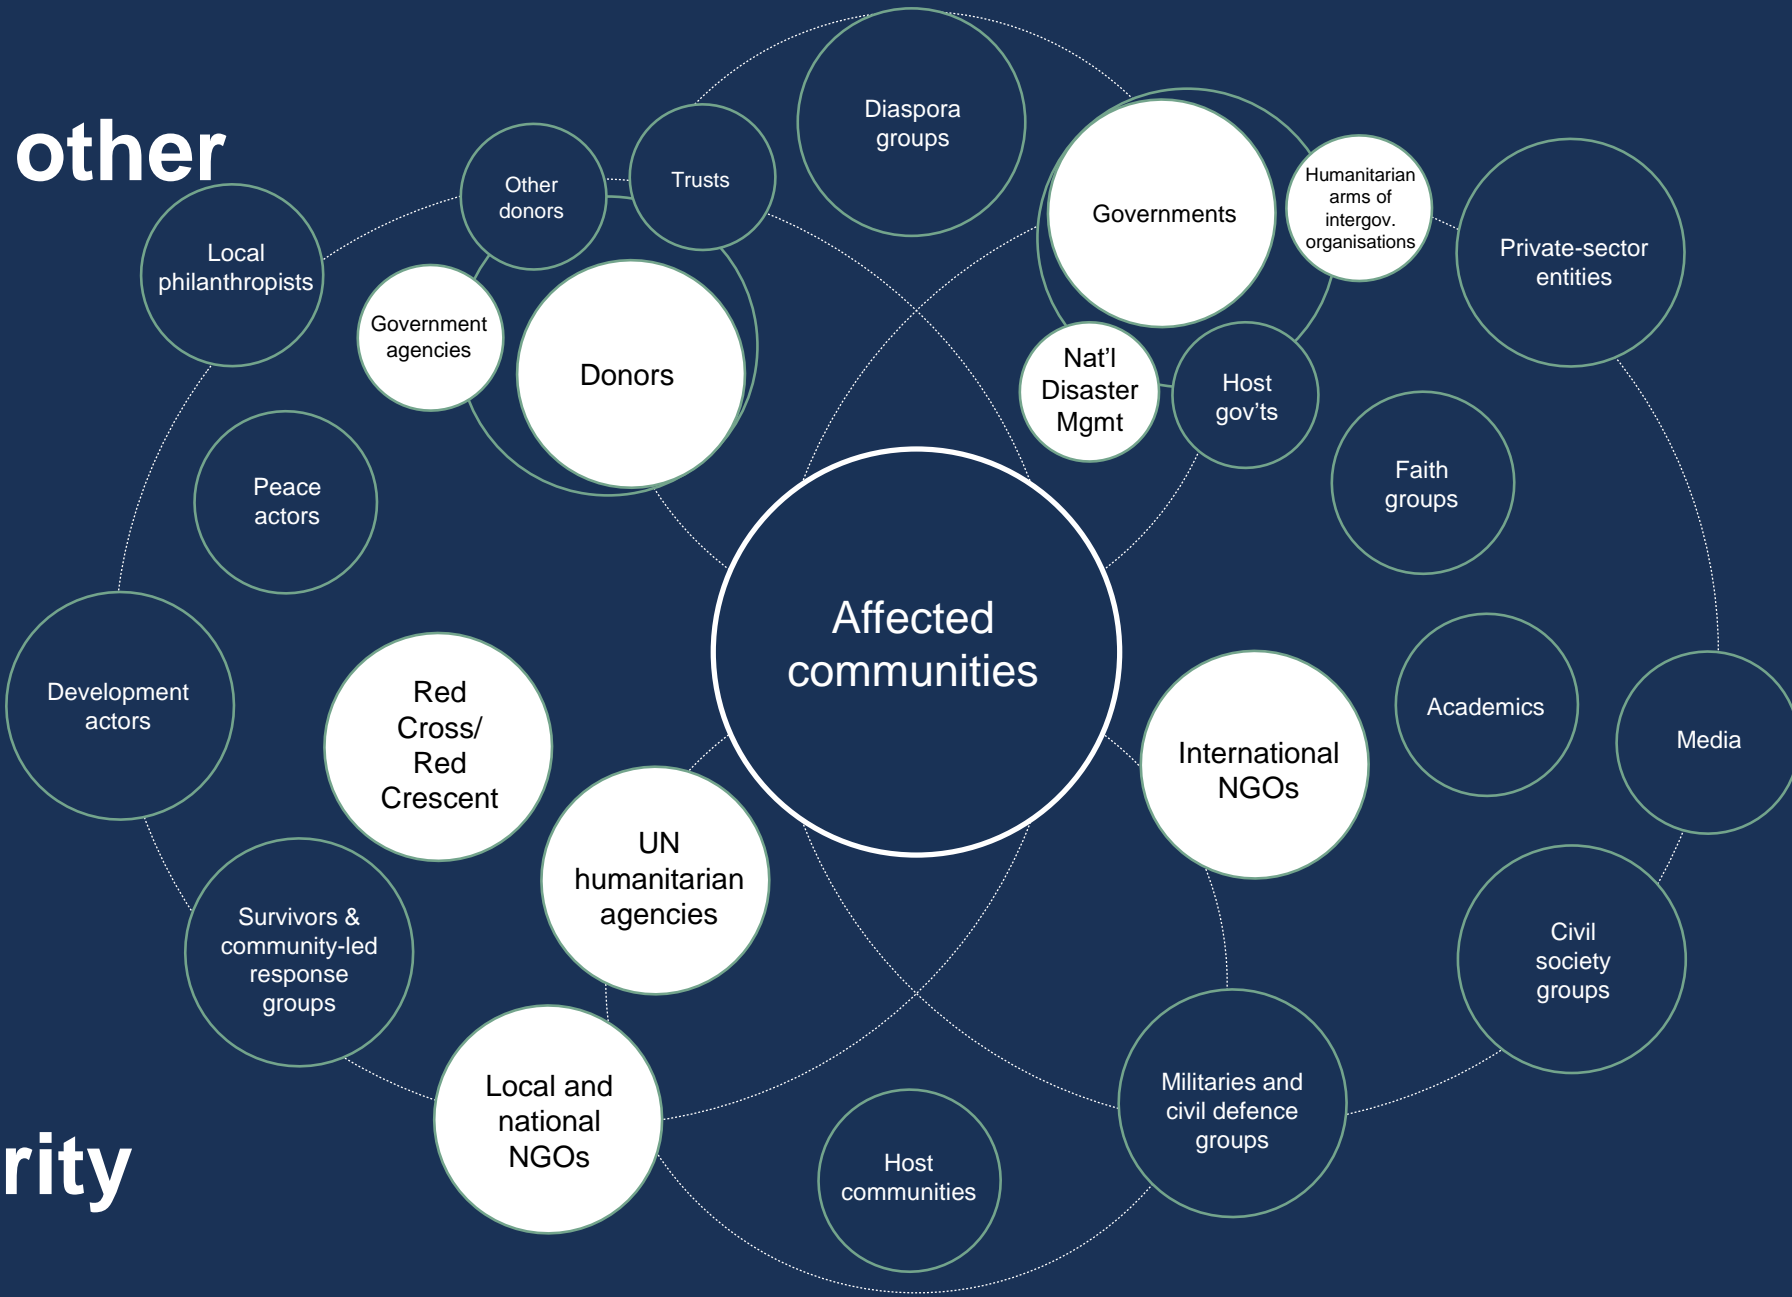 other
Diaspora
groups
Other
donors
Trusts
Governments
Humanitarian
arms of
intergov.
organisations
Local
philanthropists
Private-sector
entities
Government
agencies
Donors
Nat’l
Disaster
Mgmt
Host
gov’ts
Peace
actors
Faith
groups
Affected
communities
Development
actors
Red
Cross/
Red
Crescent
International
NGOs
Academics
Media
UN
humanitarian
agencies
Survivors &
community-led
response
groups
Civil
society
groups
Local and
national
NGOs
Militaries and
civil defence
groups
rity
Host
communities